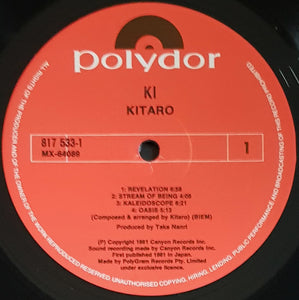 polydor
KI
KITARO
817 533-1
MX-64089
1
1: REVELATION 6:58
2: STREAM OF BEING 4:06
3: KALEIDOSCOPE 6:21
4: OASIS 5:13
(Composed & arranged by Kitaro) (BIEM)
Produced by Taka Nanri
(P) Copyright 1981 Canyon Records Inc.
Sound recording made by Canyon Records Inc.
First published 1981 in Japan.
Made by PolyGram Records Pty. Limited
under exclusive licence.
ALL RIGHTS OF THE PRODUCER AND OF THE OWNER OF THE WORK REPRODUCED RESERVED. UNAUTHORISED COPYING, HIRING, LENDING, PUBLIC PERFORMANCE AND BROADCASTING OF THIS RECORD PROHIBITED.